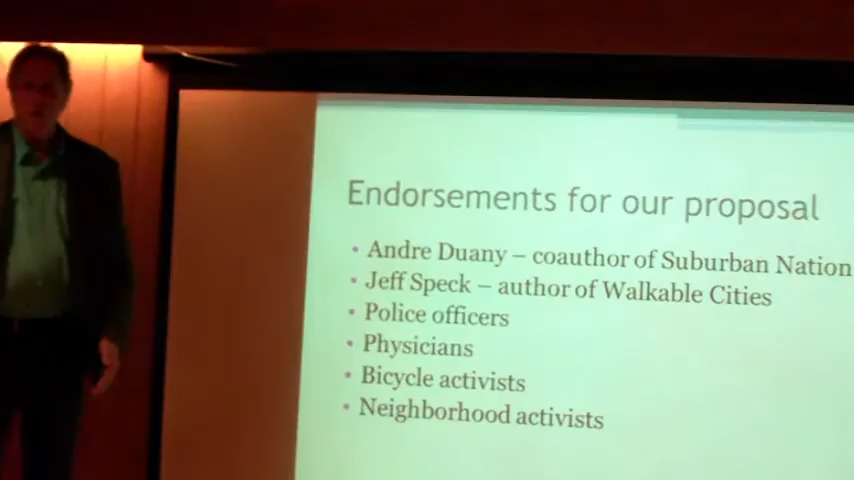 Endorsements for our proposal
• Andre Duany – coauthor of Suburban Nation
• Jeff Speck – author of Walkable Cities
• Police officers
• Physicians
• Bicycle activists
• Neighborhood activists